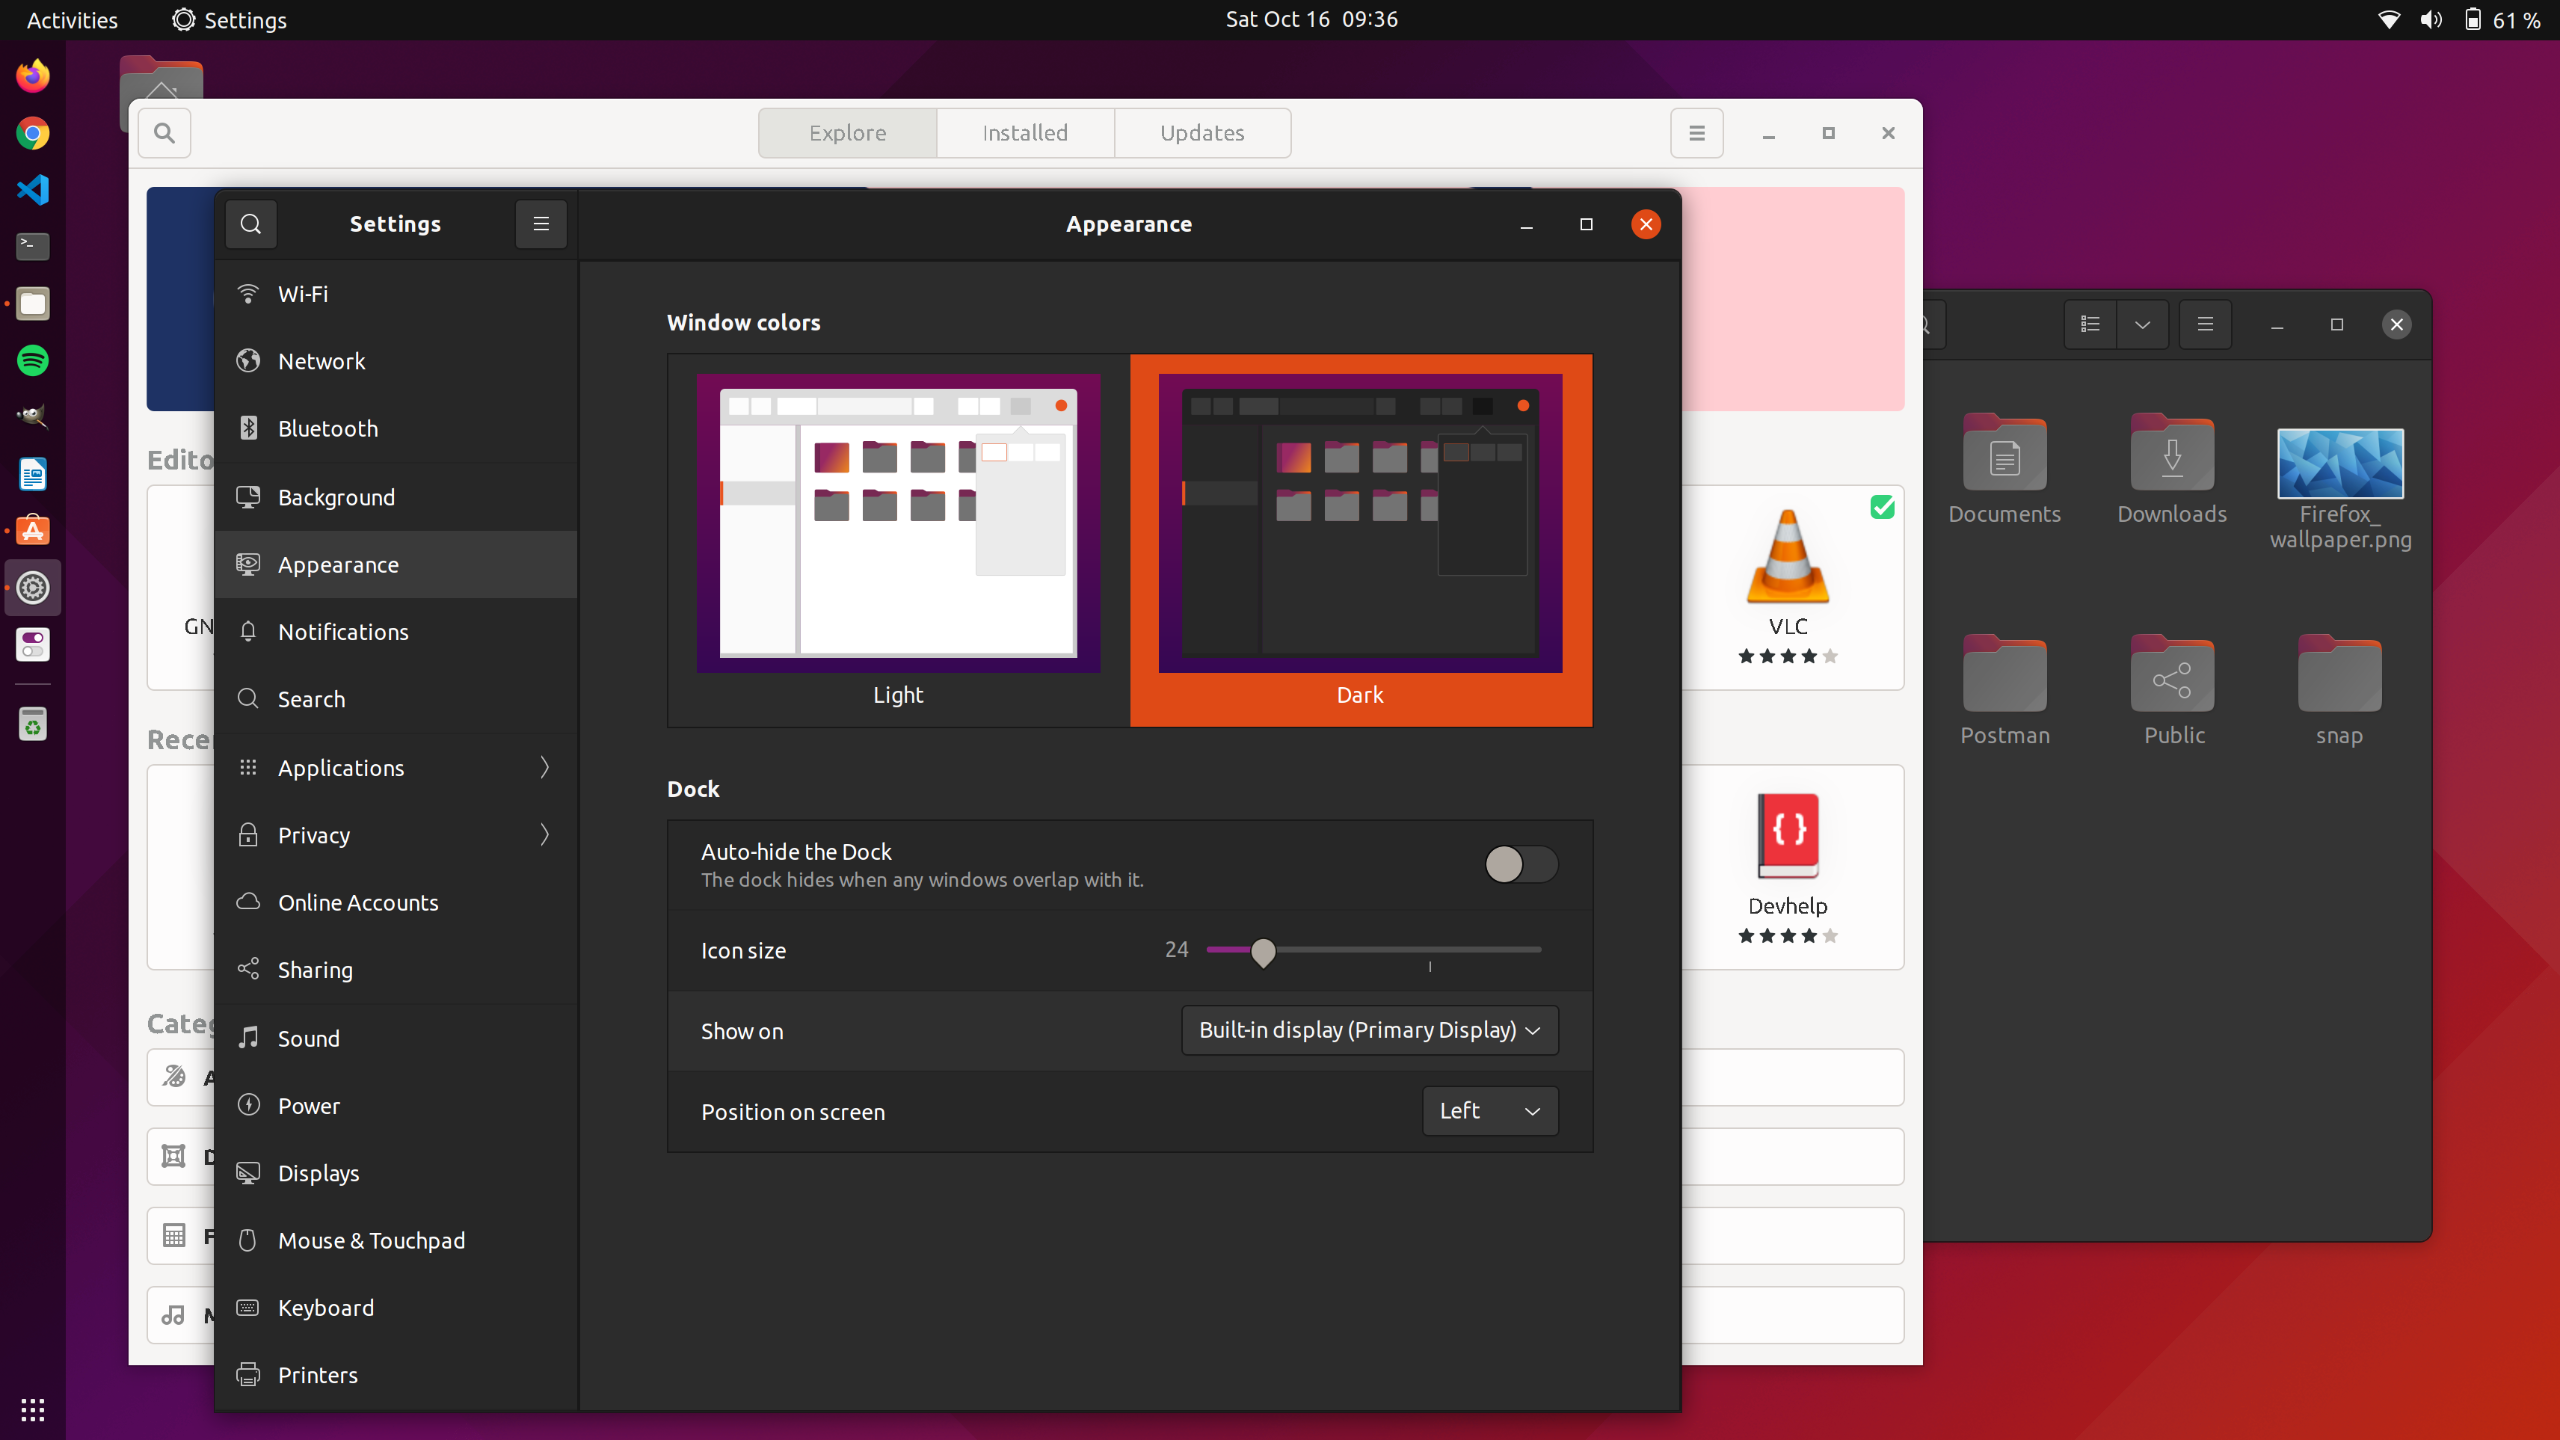 Activities
Settings
Sat Oct 16 09:36
61 %
Explore
Installed
Updates
Settings
Appearance
Wi-Fi
Network
Bluetooth
Background
Appearance
Notifications
Search
Applications
Privacy
Online Accounts
Sharing
Sound
Power
Displays
Mouse & Touchpad
Keyboard
Printers
Window colors
Light
Dark
Dock
Auto-hide the Dock
The dock hides when any windows overlap with it.
Icon size
24
Show on
Built-in display (Primary Display)
Position on screen
Left
Edito
GN
Recer
Categ
VLC
Devhelp
Documents
Downloads
Firefox_
wallpaper.png
Postman
Public
snap